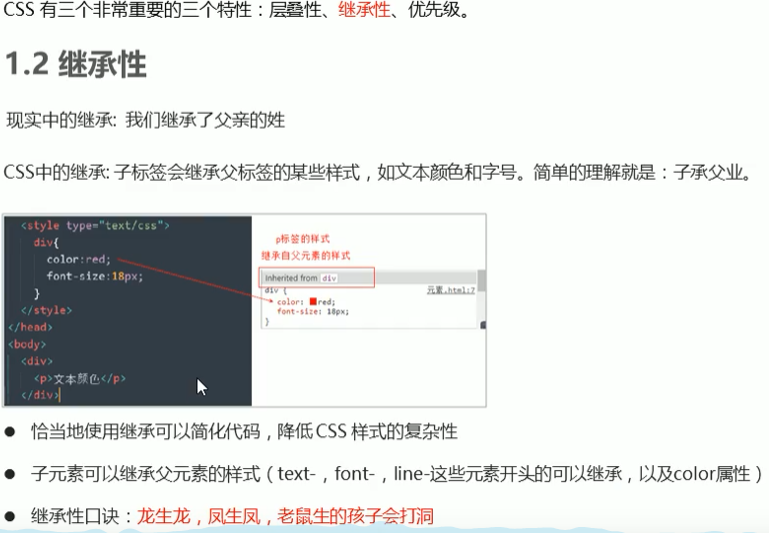 CSS 有三个非常重要的三个特性：层叠性、继承性、优先级。
1.2 继承性
现实中的继承: 我们继承了父亲的姓
CSS中的继承: 子标签会继承父标签的某些样式，如文本颜色和字号。简单的理解就是：子承父业。
<style type="text/css">
div{
color:red;
font-size:18px;
}
</style>
</head>
<body>
<div>
<p>文本颜色</p>
</div>
p标签的样式
继承自父元素的样式
Inherited from div
div {
元素.html:7
color: red;
font-size: 18px;
}
● 恰当地使用继承可以简化代码，降低 CSS 样式的复杂性
● 子元素可以继承父元素的样式（text-，font-，line-这些元素开头的可以继承，以及color属性）
● 继承性口诀：龙生龙，凤生凤，老鼠生的孩子会打洞